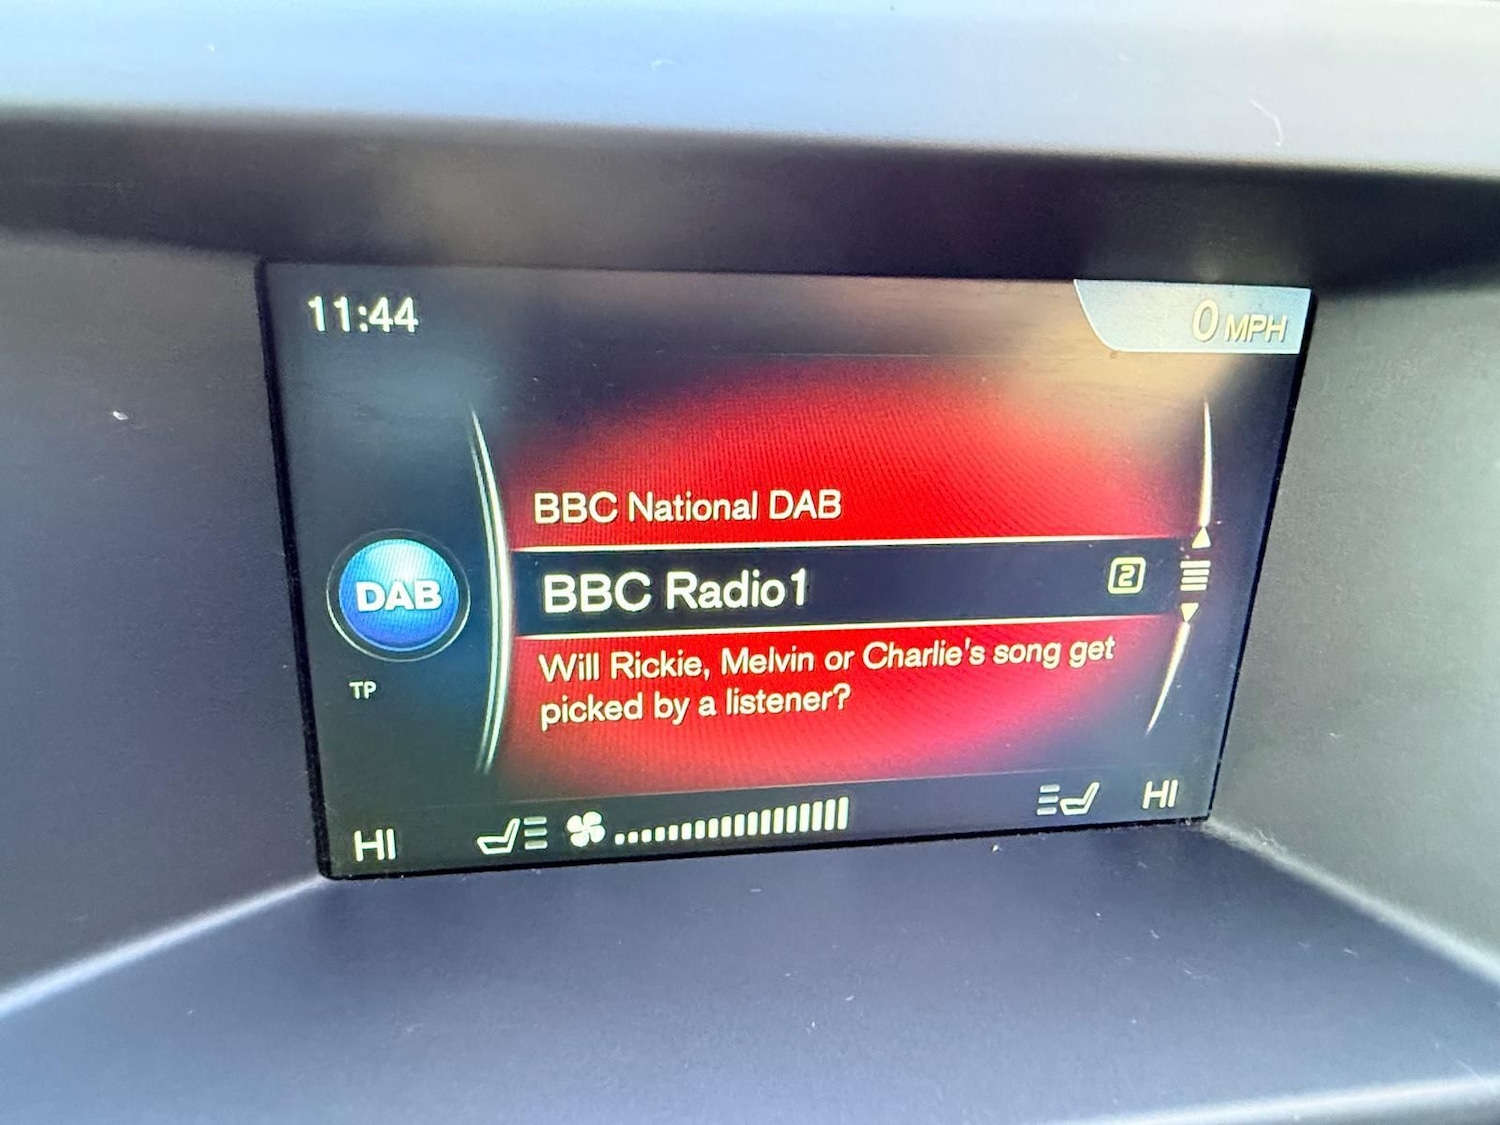 11:44
0 MPH
BBC National DAB
DAB
BBC Radio1
2
Will Rickie, Melvin or Charlie's song get
picked by a listener?
TP
HI
HI